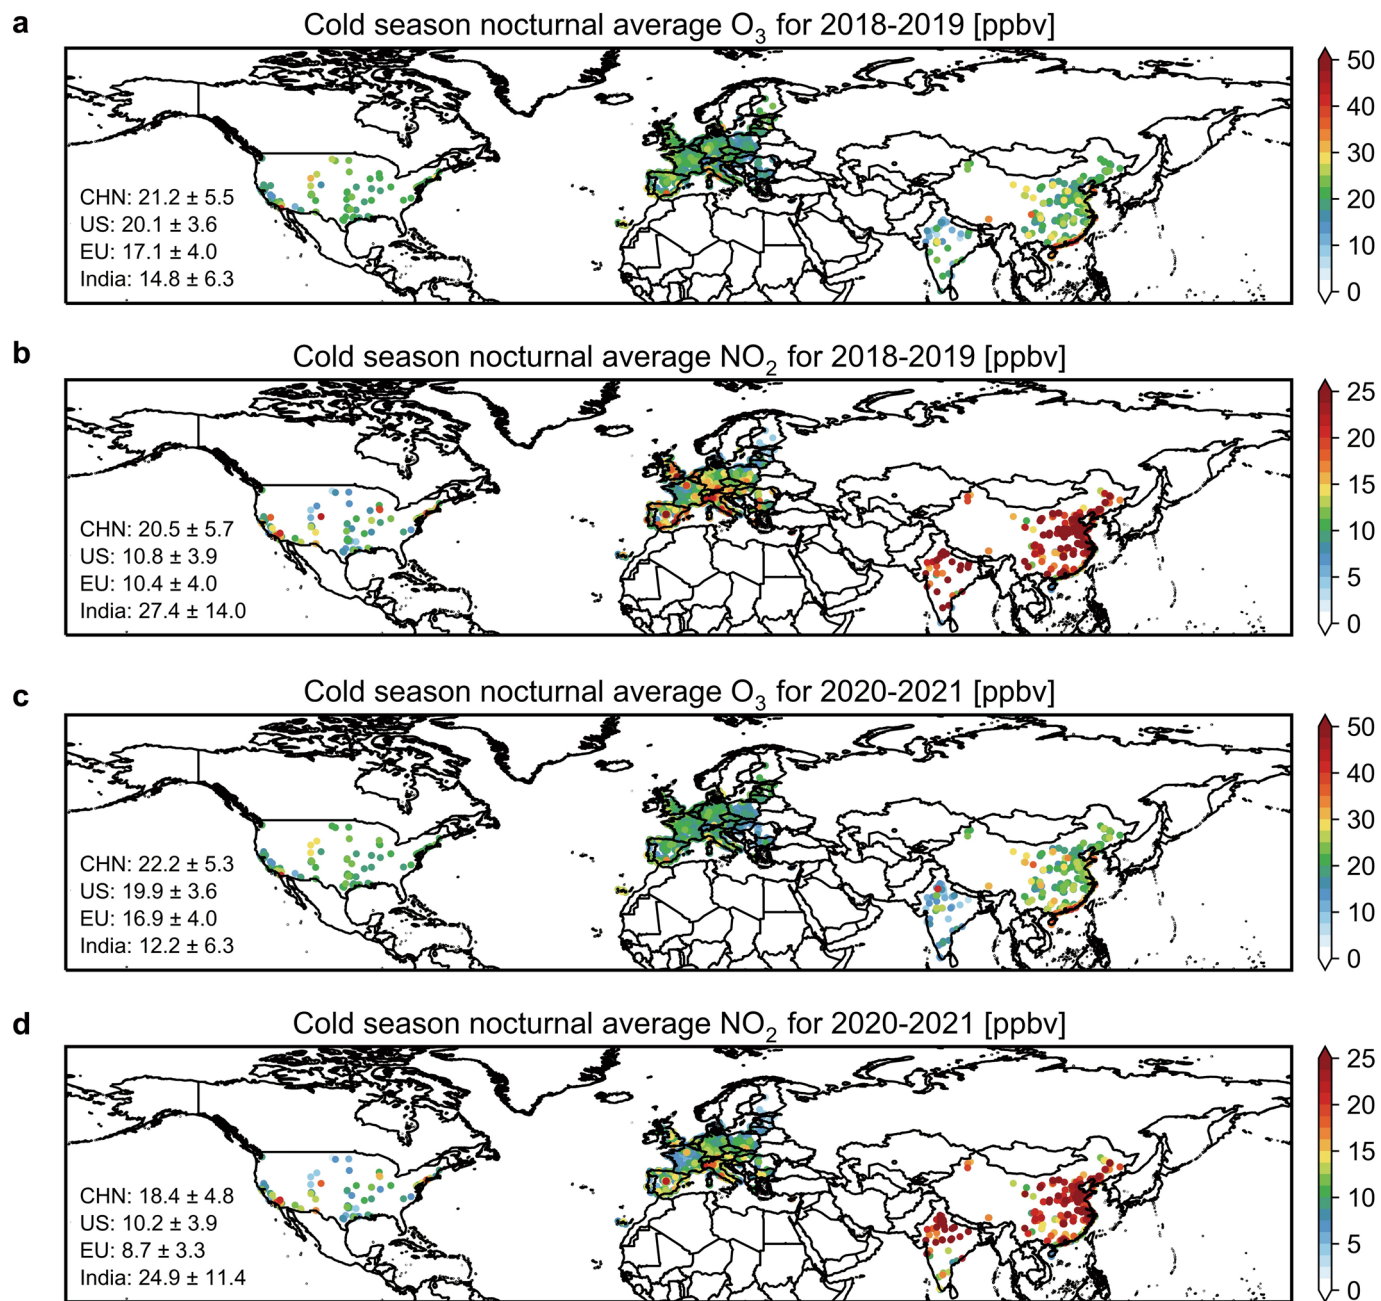 a
Cold season nocturnal average O3 for 2018-2019 [ppbv]
CHN: 21.2 ± 5.5
US: 20.1 ± 3.6
EU: 17.1 ± 4.0
India: 14.8 ± 6.3
50
40
30
20
10
0
b
Cold season nocturnal average NO2 for 2018-2019 [ppbv]
CHN: 20.5 ± 5.7
US: 10.8 ± 3.9
EU: 10.4 ± 4.0
India: 27.4 ± 14.0
25
20
15
10
5
0
c
Cold season nocturnal average O3 for 2020-2021 [ppbv]
CHN: 22.2 ± 5.3
US: 19.9 ± 3.6
EU: 16.9 ± 4.0
India: 12.2 ± 6.3
50
40
30
20
10
0
d
Cold season nocturnal average NO2 for 2020-2021 [ppbv]
CHN: 18.4 ± 4.8
US: 10.2 ± 3.9
EU: 8.7 ± 3.3
India: 24.9 ± 11.4
25
20
15
10
5
0